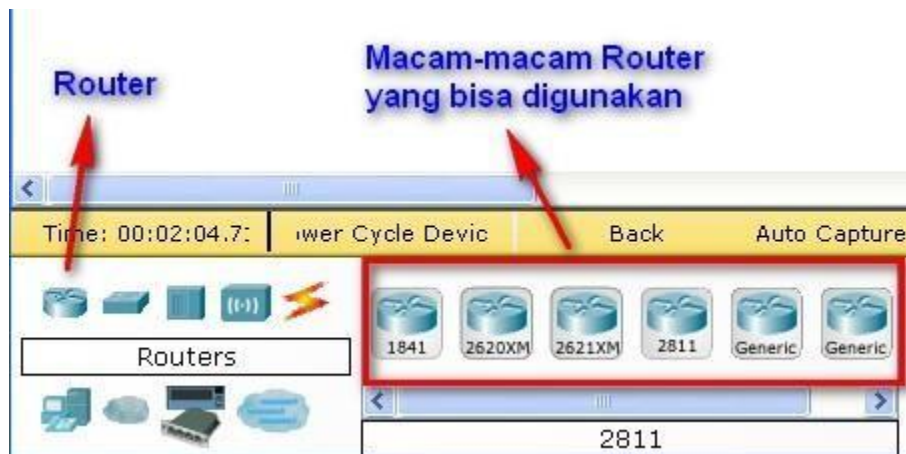 Router
Macam-macam Router
yang bisa digunakan
Time: 00:02:04.71
wer Cycle Devic
Back
Auto Capture
Routers
1841
2620XM
2621XM
2811
Generic
Generic
2811